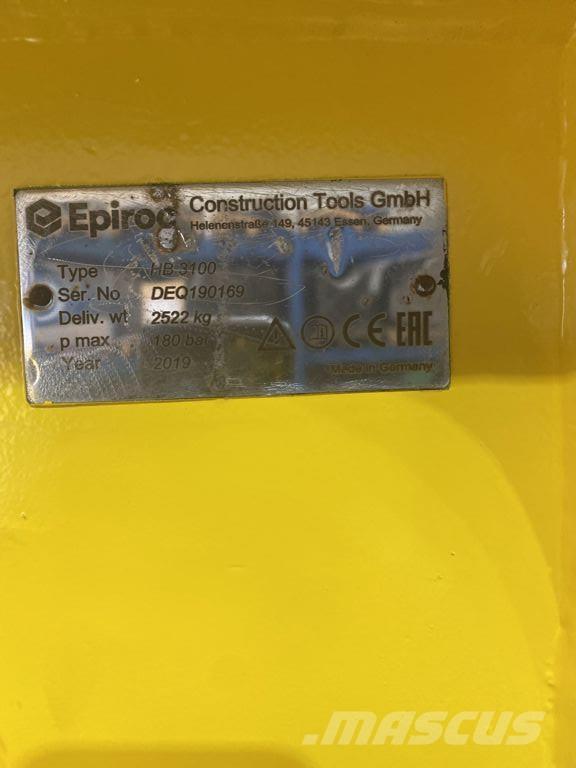 Epiroc
Construction Tools GmbH
Helenenstraße 149, 45143 Essen, Germany
Type HB 3100
Ser. No DEQ190169
Deliv. wt 2522 kg
p max 180 bar
Year 2019
CE EAC
Made in Germany
MASCUS